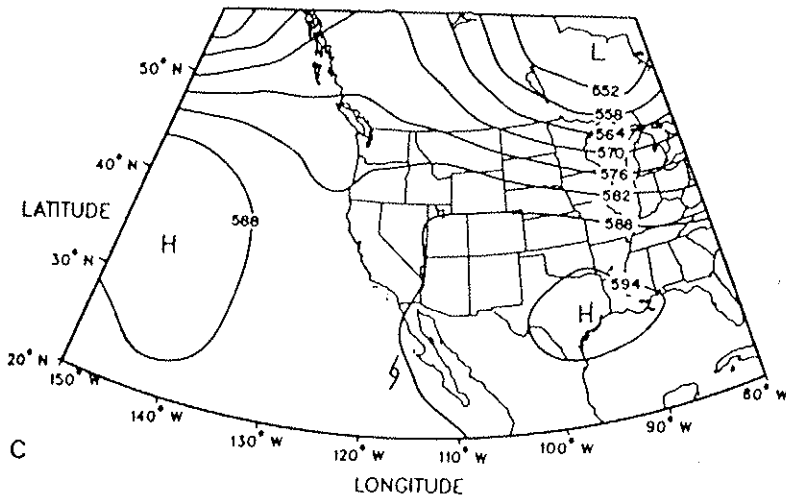 L
50° N
552
558
564
570
576
40° N
582
588
588
LATITUDE
H
30° N
594
H
20° N
150° W
80° W
140° W
90° W
130° W
100° W
120° W
110° W
C
LONGITUDE